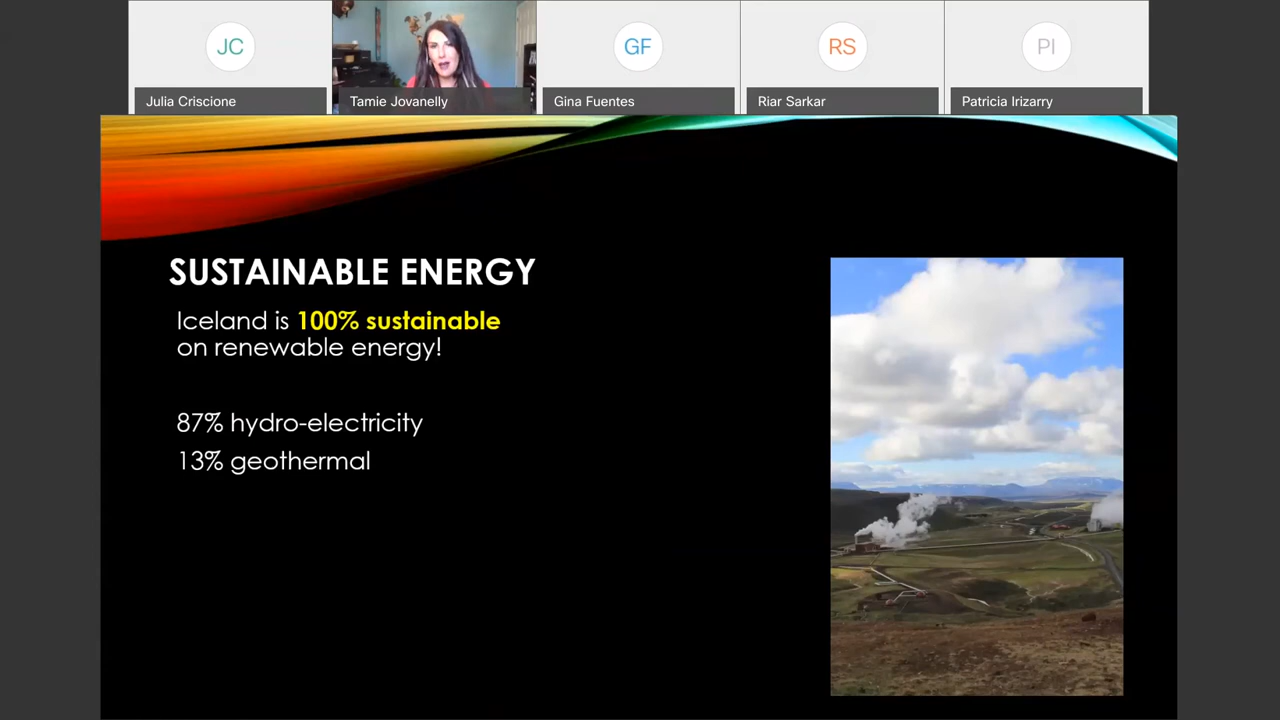 JC
GF
RS
PI
Julia Criscione
Tamie Jovanelly
Gina Fuentes
Riar Sarkar
Patricia Irizarry
SUSTAINABLE ENERGY
Iceland is 100% sustainable
on renewable energy!
87% hydro-electricity
13% geothermal